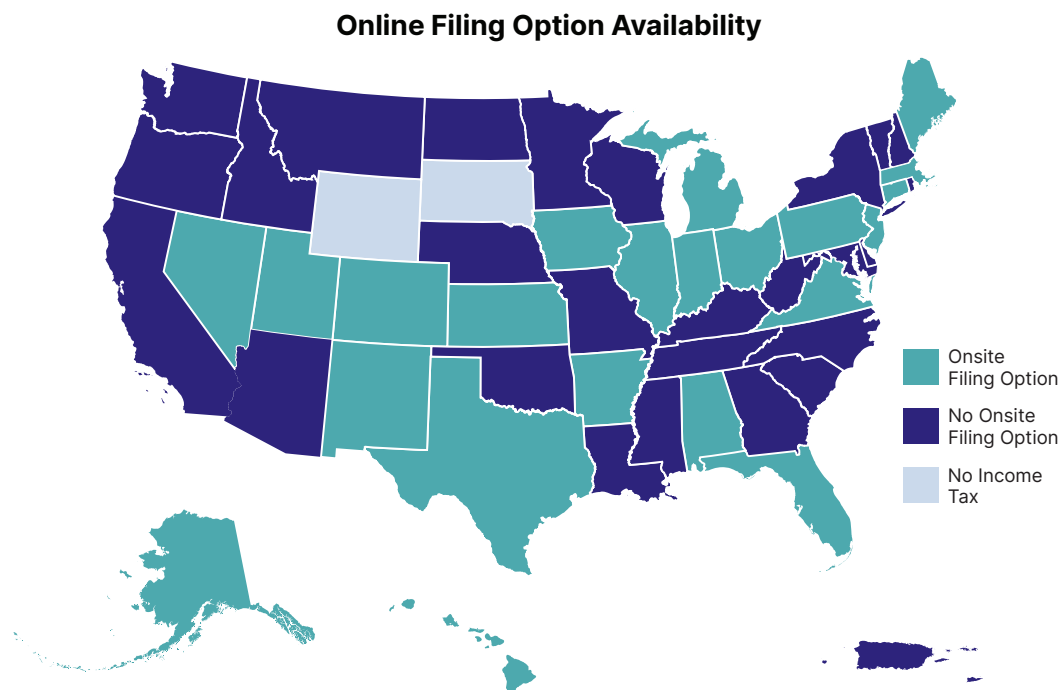 Online Filing Option Availability
Onsite
Filing Option
No Onsite
Filing Option
No Income
Tax